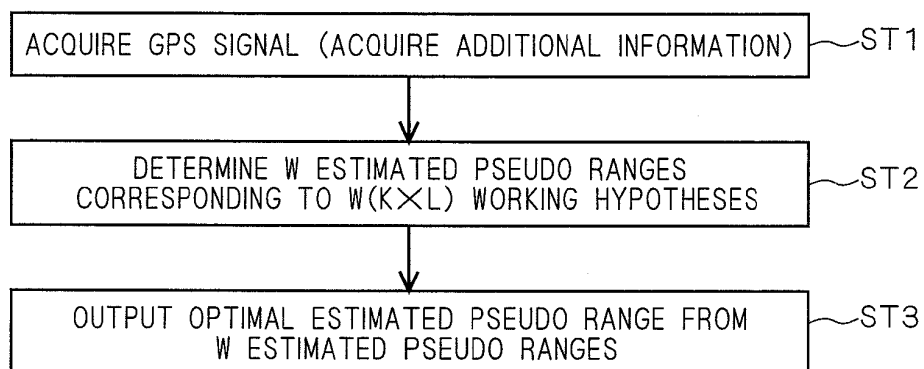 ACQUIRE GPS SIGNAL (ACQUIRE ADDITIONAL INFORMATION)
ST1
DETERMINE W ESTIMATED PSEUDO RANGES
CORRESPONDING TO W(K×L) WORKING HYPOTHESES
ST2
OUTPUT OPTIMAL ESTIMATED PSEUDO RANGE FROM
W ESTIMATED PSEUDO RANGES
ST3